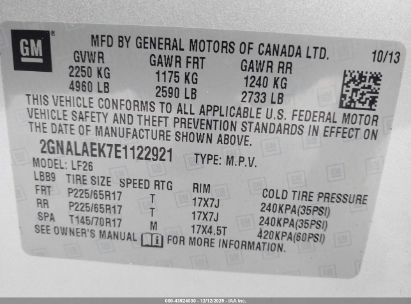 GM
MFD BY GENERAL MOTORS OF CANADA LTD.
10/13
GVWR GAWR FRT GAWR RR
2250 KG 1175 KG 1240 KG
4960 LB 2590 LB 2733 LB
THIS VEHICLE CONFORMS TO ALL APPLICABLE U.S. FEDERAL MOTOR
VEHICLE SAFETY AND THEFT PREVENTION STANDARDS IN EFFECT ON
THE DATE OF MANUFACTURE SHOWN ABOVE.
2GNALAEK7E1122921 TYPE: M.P.V.
MODEL: LF26
LBB9 TIRE SIZE SPEED RTG RIM COLD TIRE PRESSURE
FRT P225/65R17 T 17X7J 240KPA(35PSI)
RR P225/65R17 T 17X7J 240KPA(35PSI)
SPA T145/70R17 M 17X4.5T 420KPA(60PSI)
SEE OWNER'S MANUAL FOR MORE INFORMATION